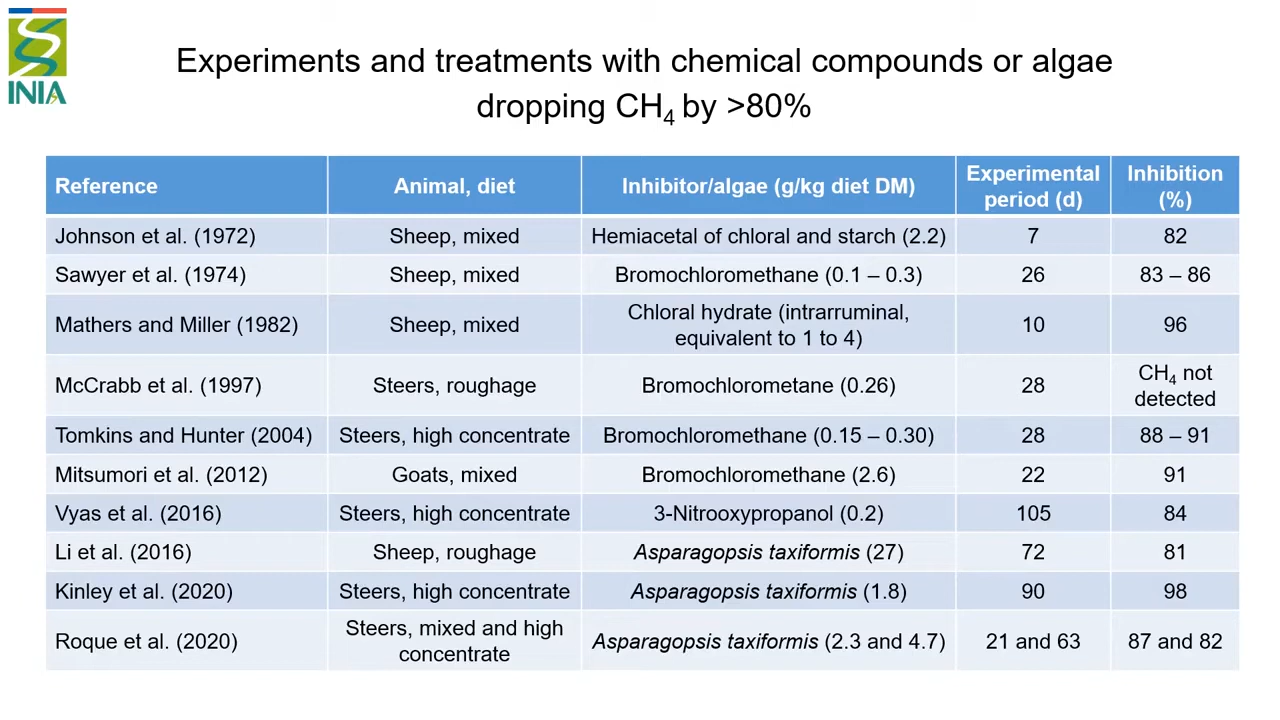 INIA
Experiments and treatments with chemical compounds or algae
dropping CH₄ by >80%
Reference Animal, diet Inhibitor/algae (g/kg diet DM) Experimental period (d) Inhibition (%)
Johnson et al. (1972) Sheep, mixed Hemiacetal of chloral and starch (2.2) 7 82
Sawyer et al. (1974) Sheep, mixed Bromochloromethane (0.1 – 0.3) 26 83 – 86
Mathers and Miller (1982) Sheep, mixed Chloral hydrate (intrarruminal, equivalent to 1 to 4) 10 96
McCrabb et al. (1997) Steers, roughage Bromochlorometane (0.26) 28 CH₄ not detected
Tomkins and Hunter (2004) Steers, high concentrate Bromochloromethane (0.15 – 0.30) 28 88 – 91
Mitsumori et al. (2012) Goats, mixed Bromochloromethane (2.6) 22 91
Vyas et al. (2016) Steers, high concentrate 3-Nitrooxypropanol (0.2) 105 84
Li et al. (2016) Sheep, roughage Asparagopsis taxiformis (27) 72 81
Kinley et al. (2020) Steers, high concentrate Asparagopsis taxiformis (1.8) 90 98
Roque et al. (2020) Steers, mixed and high concentrate Asparagopsis taxiformis (2.3 and 4.7) 21 and 63 87 and 82